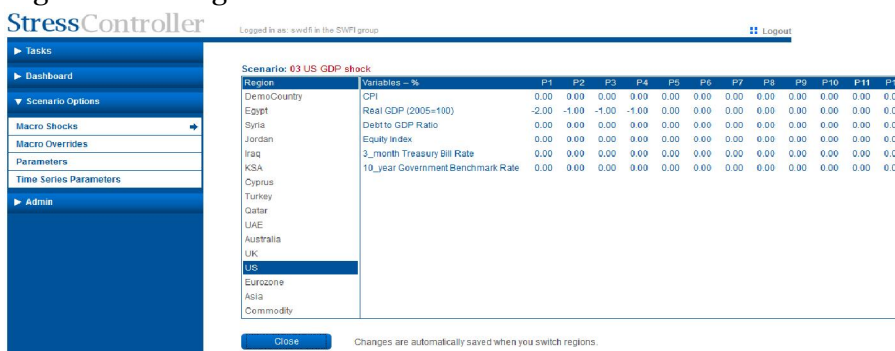 StressController
Logged in as: swdfi in the SWFI group
Logout
Tasks
Dashboard
Scenario Options
Macro Shocks
Macro Overrides
Parameters
Time Series Parameters
Admin
Scenario: 03 US GDP shock
Region Variables – % P1 P2 P3 P4 P5 P6 P7 P8 P9 P10 P11
DemoCountry CPI 0.00 0.00 0.00 0.00 0.00 0.00 0.00 0.00 0.00 0.00 0.00
Egypt Real GDP (2005=100) -2.00 -1.00 -1.00 -1.00 0.00 0.00 0.00 0.00 0.00 0.00 0.00
Syria Debt to GDP Ratio 0.00 0.00 0.00 0.00 0.00 0.00 0.00 0.00 0.00 0.00 0.00
Jordan Equity Index 0.00 0.00 0.00 0.00 0.00 0.00 0.00 0.00 0.00 0.00 0.00
Iraq 3_month Treasury Bill Rate 0.00 0.00 0.00 0.00 0.00 0.00 0.00 0.00 0.00 0.00 0.00
KSA 10_year Government Benchmark Rate 0.00 0.00 0.00 0.00 0.00 0.00 0.00 0.00 0.00 0.00 0.00
Cyprus
Turkey
Qatar
UAE
Australia
UK
US
Eurozone
Asia
Commodity
Close
Changes are automatically saved when you switch regions.